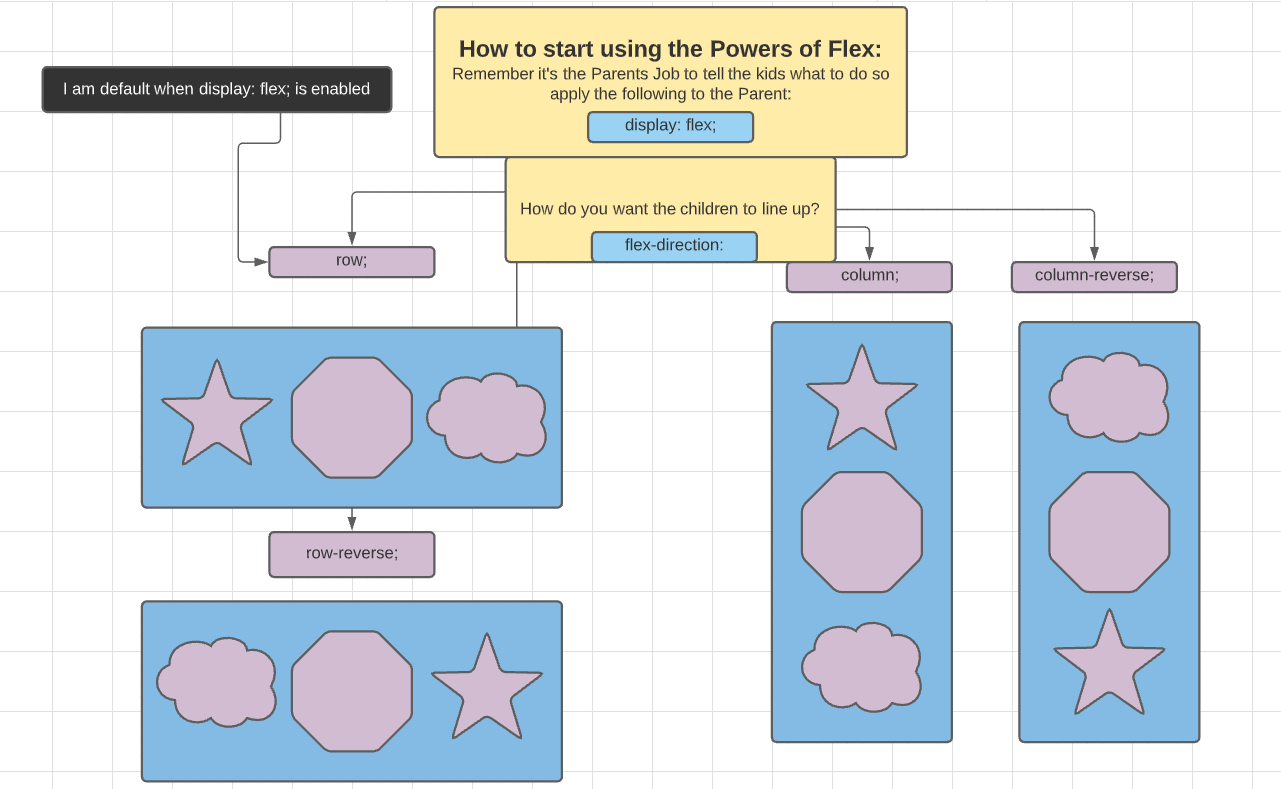 How to start using the Powers of Flex:
Remember it's the Parents Job to tell the kids what to do so
apply the following to the Parent:
display: flex;
I am default when display: flex; is enabled
How do you want the children to line up?
flex-direction:
row;
column;
column-reverse;
row-reverse;